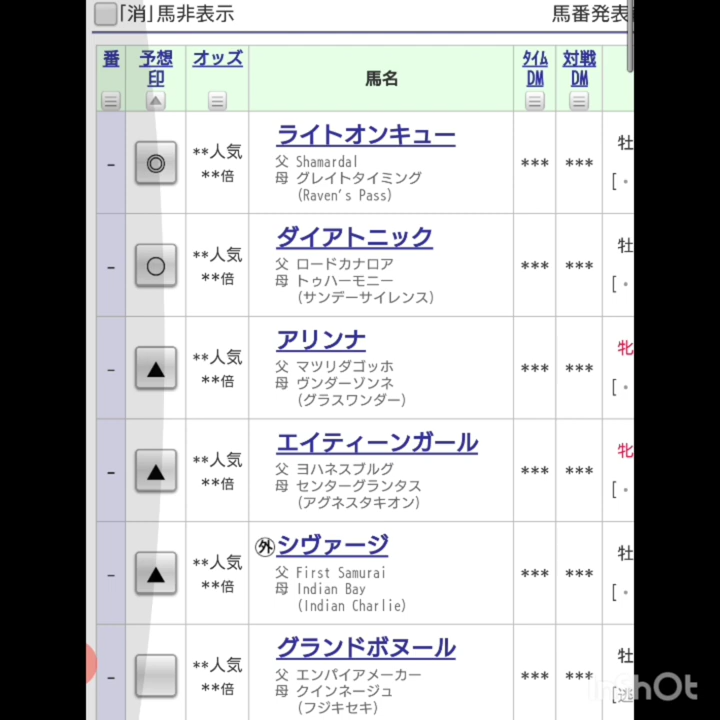 「消」馬非表示 馬番発表
番 予想印 オッズ 馬名 ﾀｲﾑDM 対戦DM
- ◎ **人気 **倍 ライトオンキュー *** *** 牡
父 Shamardal
母 グレイトタイミング
(Raven's Pass)
[・
- ○ **人気 **倍 ダイアトニック *** *** 牡
父 ロードカナロア
母 トゥハーモニー
(サンデーサイレンス)
[・
- ▲ **人気 **倍 アリンナ *** *** 牝
父 マツリダゴッホ
母 ヴンダーゾンネ
(グラスワンダー)
[・
- ▲ **人気 **倍 エイティーンガール *** *** 牝
父 ヨハネスブルグ
母 センターグランタス
(アグネスタキオン)
[・
- ▲ **人気 **倍 ㊕シヴァージ *** *** 牡
父 First Samurai
母 Indian Bay
(Indian Charlie)
[・
- **人気 **倍 グランドボヌール *** *** 牡
父 エンパイアメーカー
母 クインネージュ
(フジキセキ)
[逃
InShOt